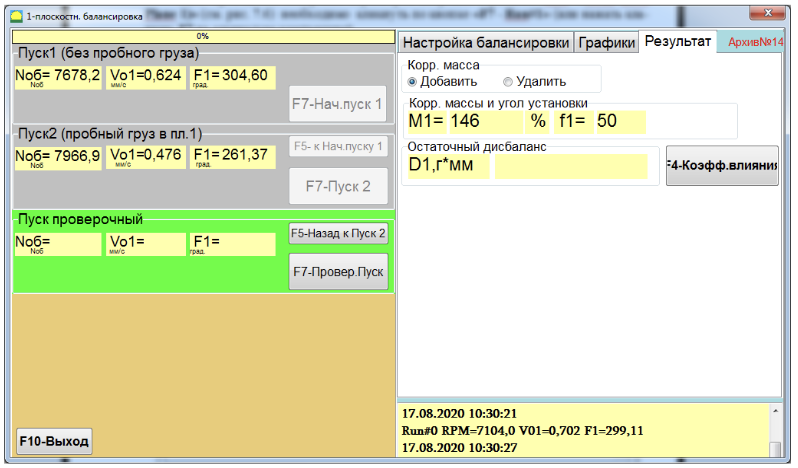 1-плоскостн. балансировка
0%
Пуск1 (без пробного груза)
Nоб= 7678,2 Vo1=0,624 F1= 304,60
Nоб мм/с град.
F7-Нач.пуск 1
Пуск2 (пробный груз в пл.1)
Nоб= 7966,9 Vo1=0,476 F1= 261,37
Nоб мм/с град.
F5- к Нач.пуску 1
F7-Пуск 2
Пуск проверочный
Nоб= Vo1= F1=
Nоб мм/с град.
F5-Назад к Пуск 2
F7-Провер.Пуск
F10-Выход
Настройка балансировки Графики Результат Архив№14
Корр. масса
Добавить Удалить
Корр. массы и угол установки
M1= 146 % f1= 50
Остаточный дисбаланс
D1,г*мм
F4-Коэфф.влияния
17.08.2020 10:30:21
Run#0 RPM=7104,0 V01=0,702 F1=299,11
17.08.2020 10:30:27